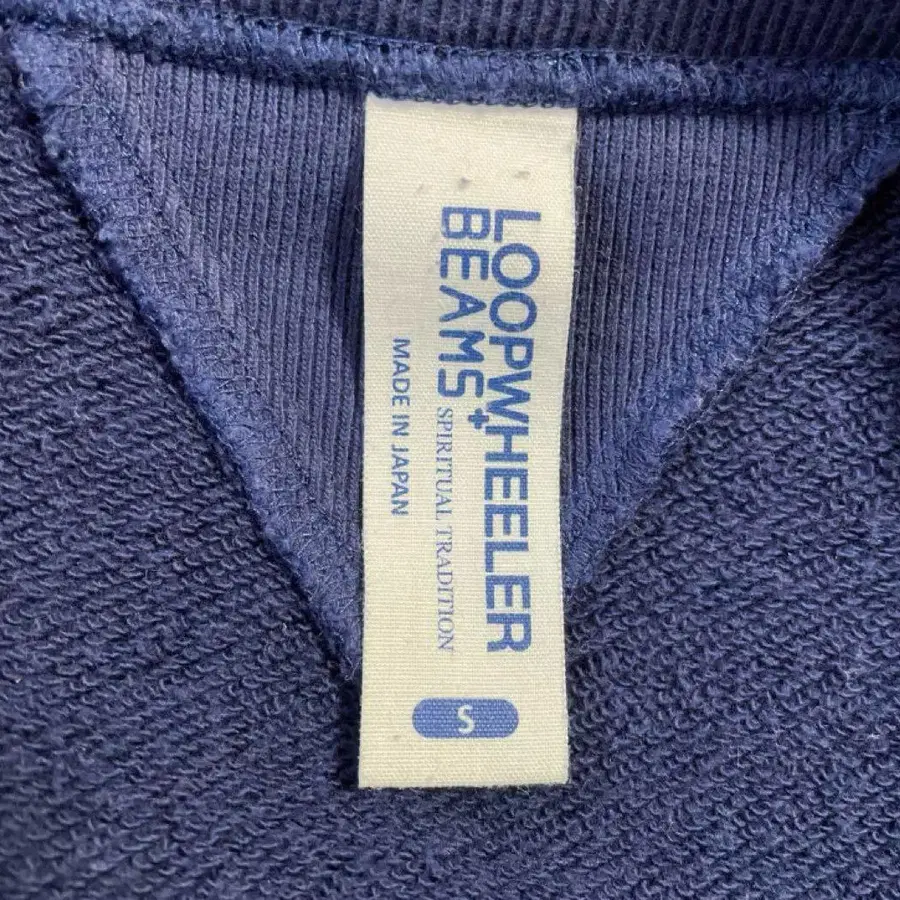 LOOPWHEELER
BEAMS+ SPIRITUAL TRADITION
MADE IN JAPAN
S